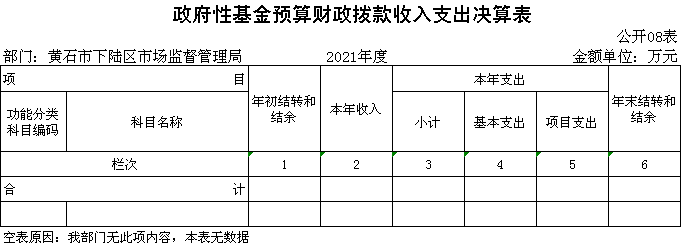 政府性基金预算财政拨款收入支出决算表
公开08表
部门：黄石市下陆区市场监督管理局 2021年度 金额单位：万元
项 目 年初结转和结余 本年收入 本年支出 年末结转和结余
功能分类科目编码 科目名称 小计 基本支出 项目支出
栏次 1 2 3 4 5 6
合 计
空表原因：我部门无此项内容，本表无数据